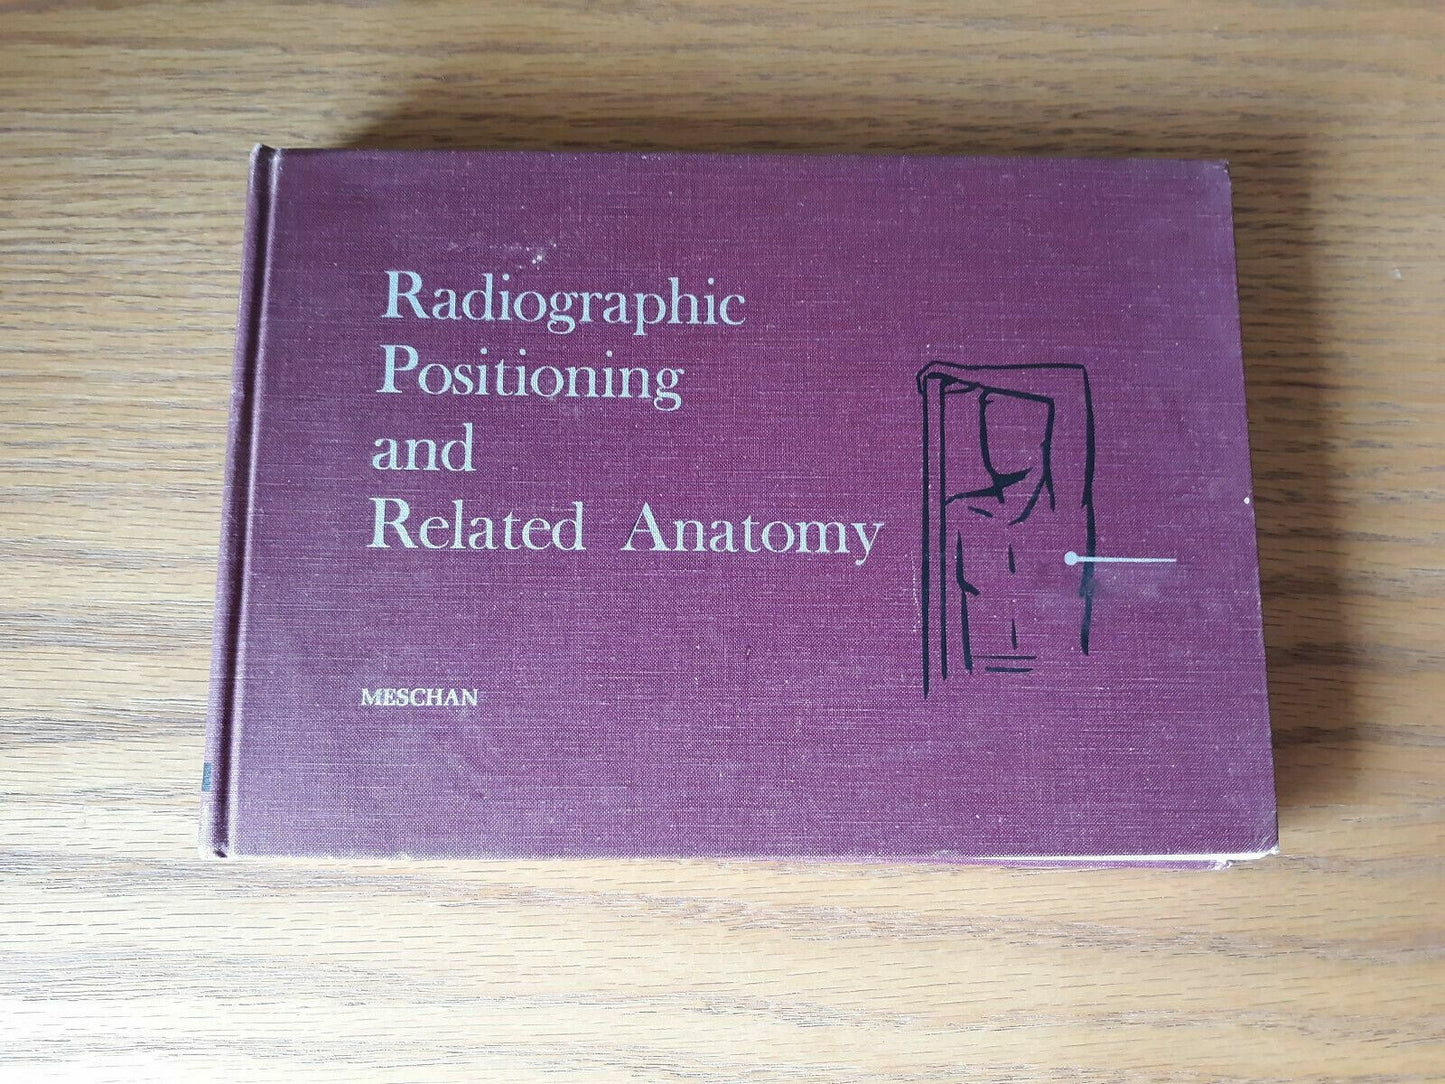 Radiographic
Positioning
and
Related Anatomy
MESCHAN